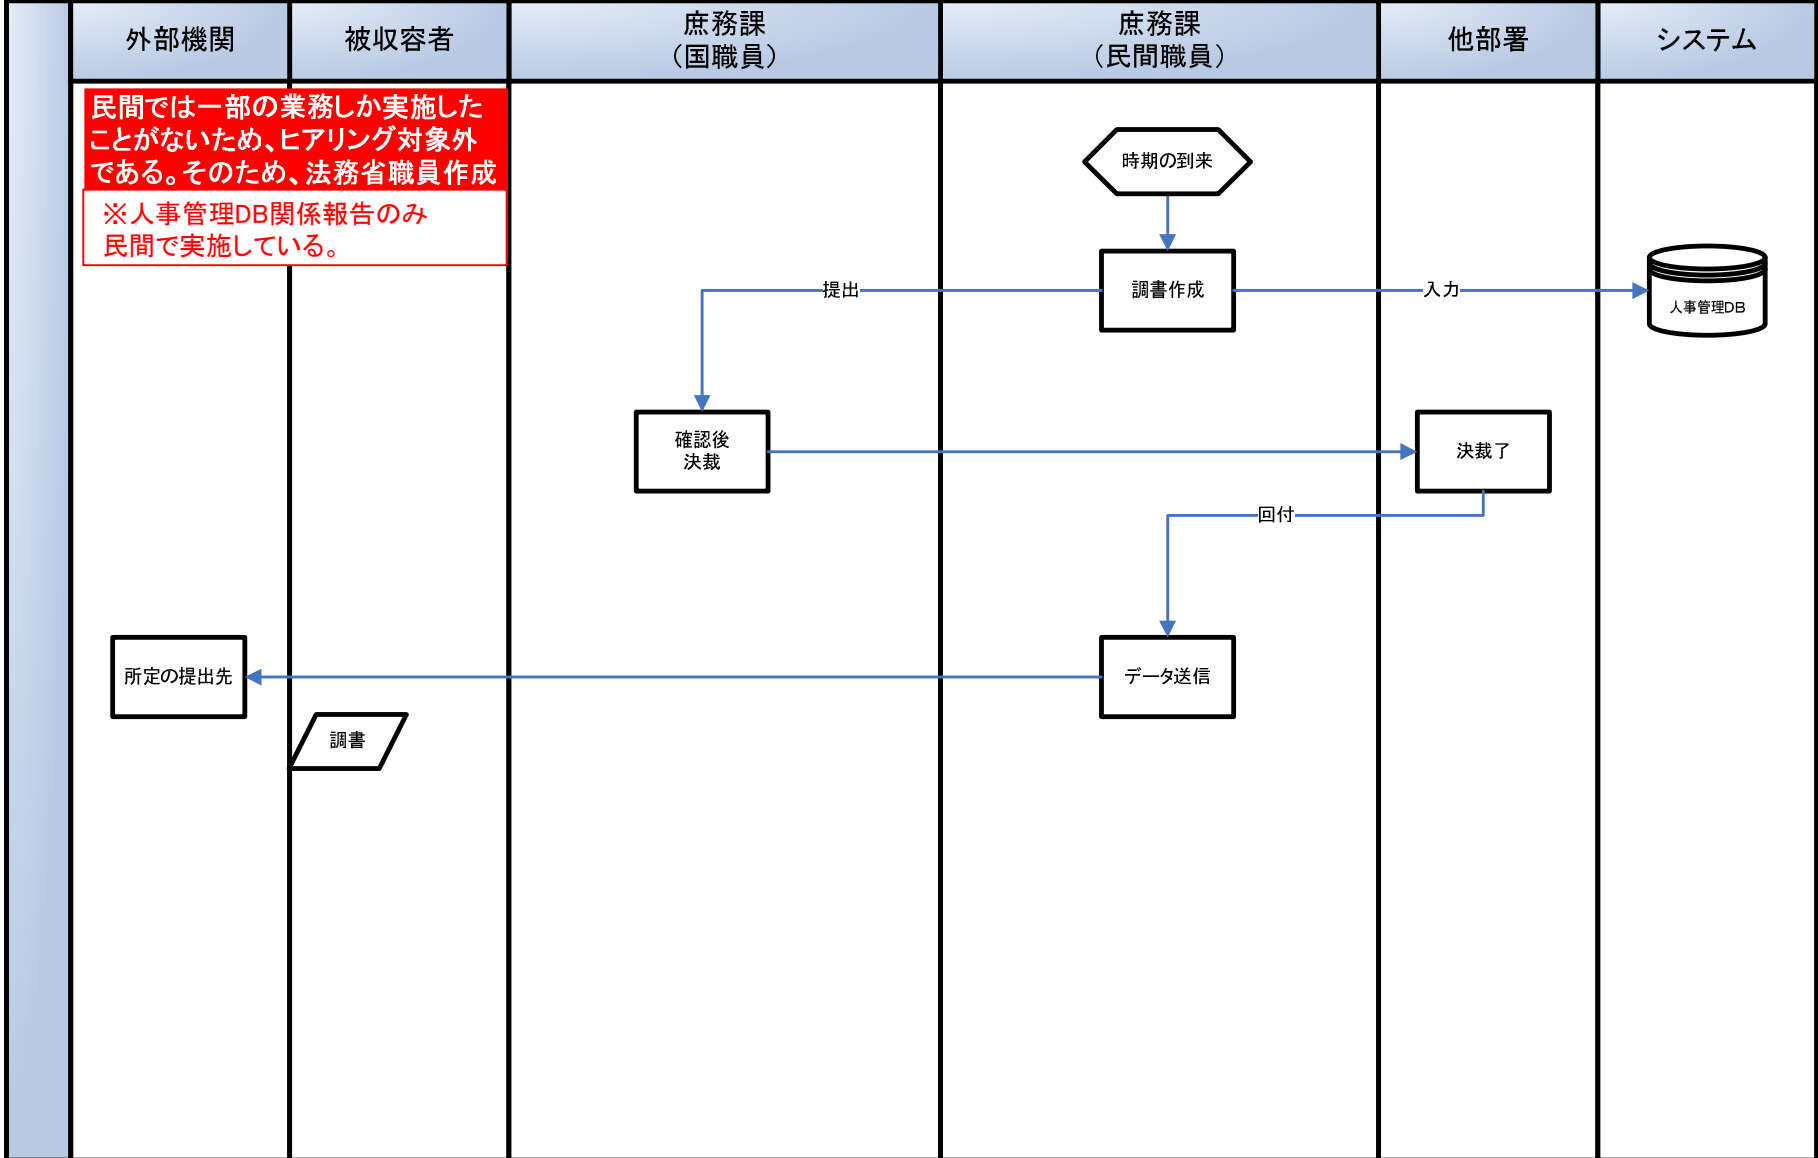 外部機関
被収容者
庶務課
（国職員）
庶務課
（民間職員）
他部署
システム
民間では一部の業務しか実施した
ことがないため、ヒアリング対象外
である。そのため、法務省職員作成
※人事管理DB関係報告のみ
民間で実施している。
時期の到来
提出
調書作成
入力
人事管理DB
確認後
決裁
決裁了
回付
所定の提出先
データ送信
調書